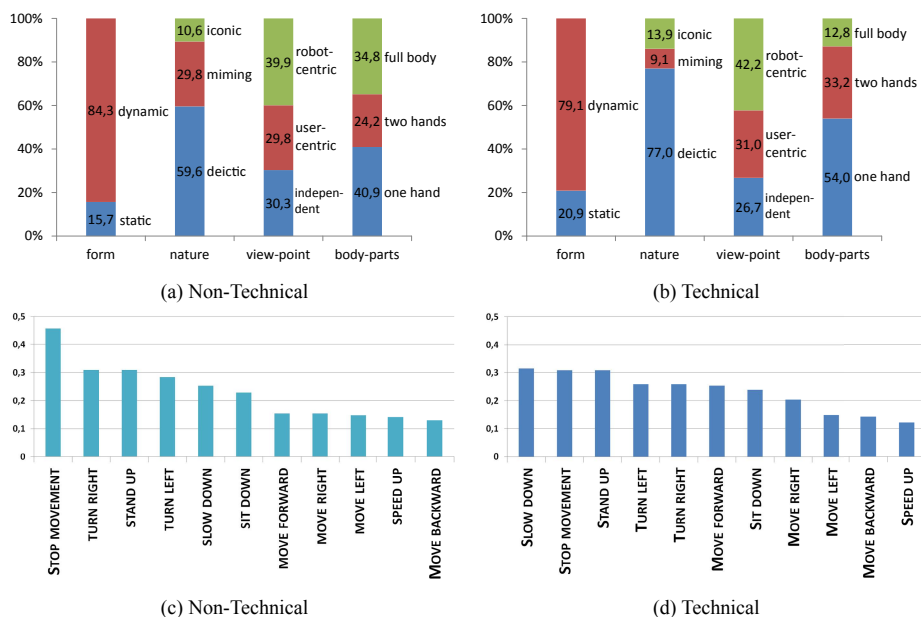 100%
80%
60%
40%
20%
0%
10,6 iconic
29,8 miming
59,6 deictic
84,3 dynamic
15,7 static
39,9 robot-
centric
29,8 user-
centric
30,3 indepen-
dent
34,8 full body
24,2 two hands
40,9 one hand
form nature view-point body-parts
(a) Non-Technical
100%
80%
60%
40%
20%
0%
13,9 iconic
9,1 miming
77,0 deictic
79,1 dynamic
20,9 static
42,2 robot-
centric
31,0 user-
centric
26,7 indepen-
dent
12,8 full body
33,2 two hands
54,0 one hand
form nature view-point body-parts
(b) Technical
0,5
0,4
0,3
0,2
0,1
0
STOP MOVEMENT
TURN RIGHT
STAND UP
TURN LEFT
SLOW DOWN
SIT DOWN
MOVE FORWARD
MOVE RIGHT
MOVE LEFT
SPEED UP
MOVE BACKWARD
(c) Non-Technical
0,5
0,4
0,3
0,2
0,1
0
SLOW DOWN
STOP MOVEMENT
STAND UP
TURN LEFT
TURN RIGHT
MOVE FORWARD
SIT DOWN
MOVE RIGHT
MOVE LEFT
MOVE BACKWARD
SPEED UP
(d) Technical